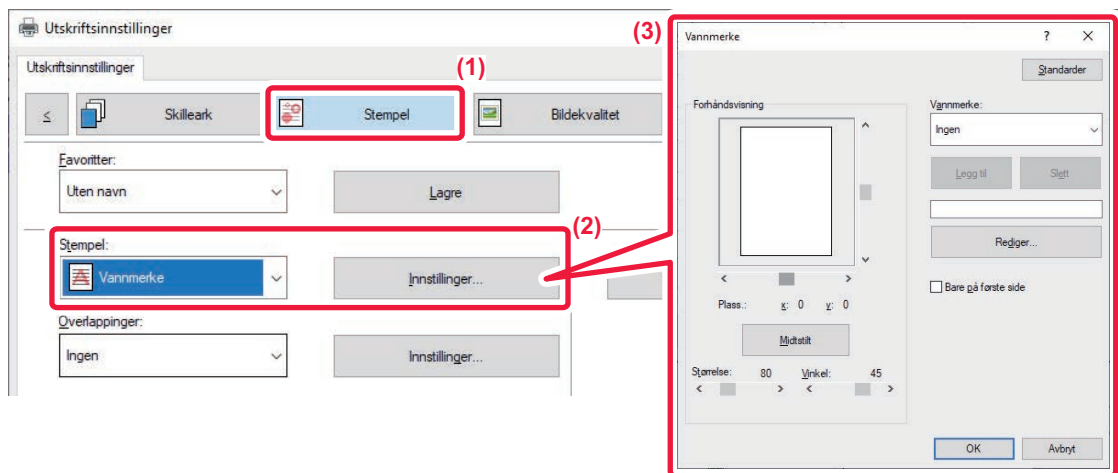 Utskriftsinnstillinger
Utskriftsinnstillinger
(1)
≤ Skilleark Stempel Bildekvalitet
Favoritter:
Uten navn Lagre
(2)
Stempel:
Vannmerke Innstillinger...
Overlappinger:
Ingen Innstillinger...
(3)
Vannmerke ?
Standarder
Forhåndsvisning
Vannmerke:
Ingen
Legg til Slett
Rediger...
Bare på første side
Plass.: x: 0 y: 0
Midtstilt
Størrelse: 80 Vinkel: 45
OK Avbryt